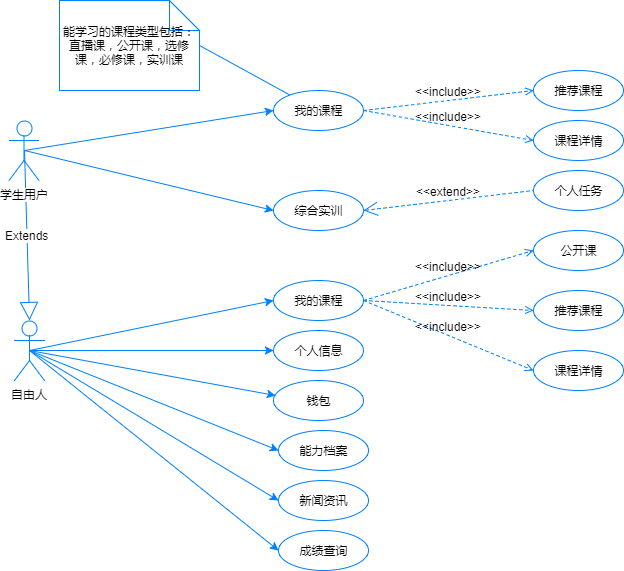 能学习的课程类型包括：
直播课，公开课，选修
课，必修课，实训课
我的课程
<<include>>
推荐课程
<<include>>
课程详情
学生用户
综合实训
<<extend>>
个人任务
Extends
我的课程
<<include>>
公开课
<<include>>
推荐课程
<<include>>
课程详情
自由人
个人信息
钱包
能力档案
新闻资讯
成绩查询